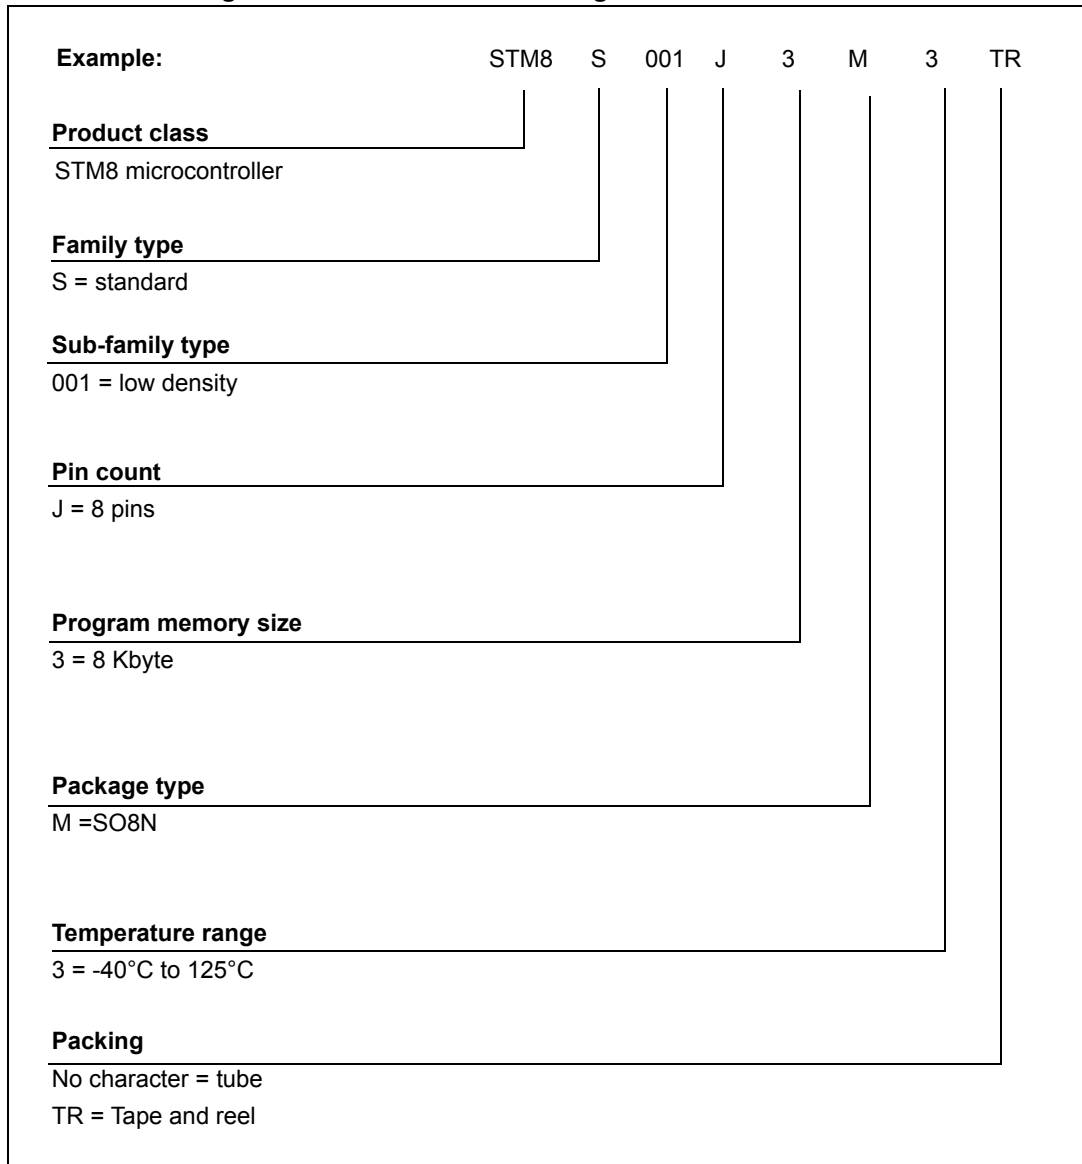 Example: STM8 S 001 J 3 M 3 TR
Product class
STM8 microcontroller
Family type
S = standard
Sub-family type
001 = low density
Pin count
J = 8 pins
Program memory size
3 = 8 Kbyte
Package type
M =SO8N
Temperature range
3 = -40°C to 125°C
Packing
No character = tube
TR = Tape and reel